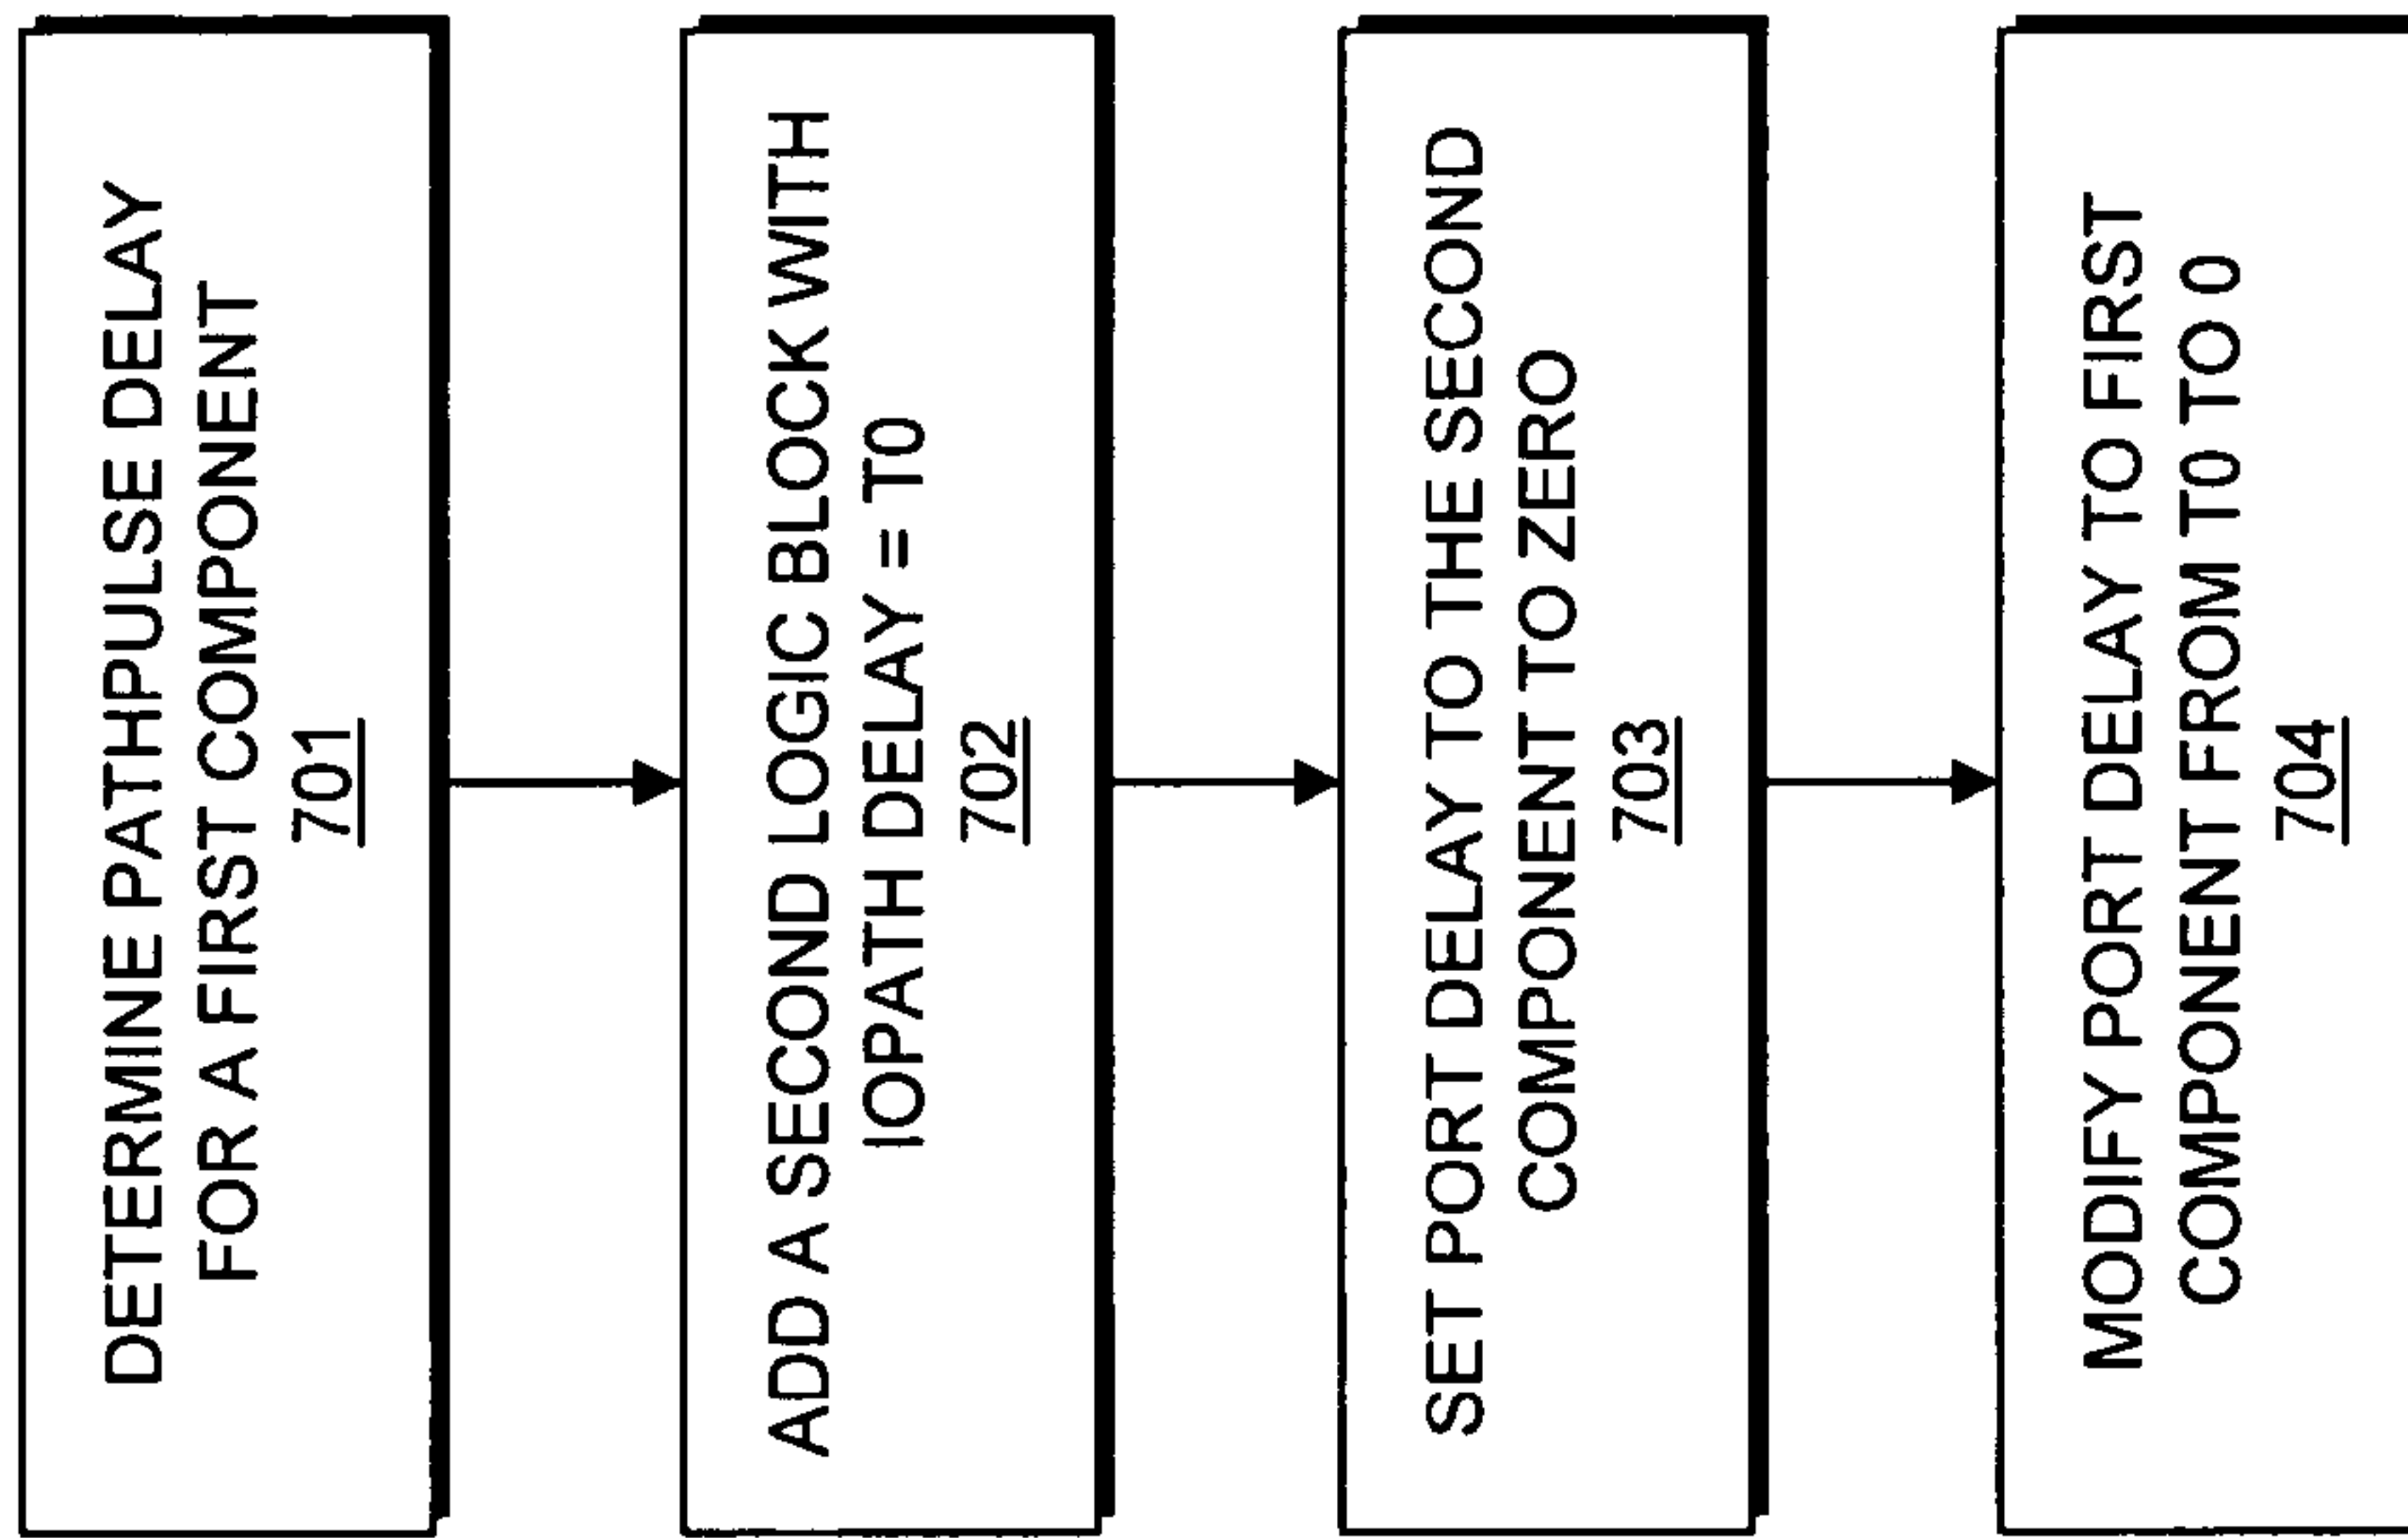 DETERMINE PATHPULSE DELAY
FOR A FIRST COMPONENT
701
ADD A SECOND LOGIC BLOCK WITH
IOPATH DELAY = T0
702
SET PORT DELAY TO THE SECOND
COMPONENT TO ZERO
703
MODIFY PORT DELAY TO FIRST
COMPONENT FROM T0 TO 0
704